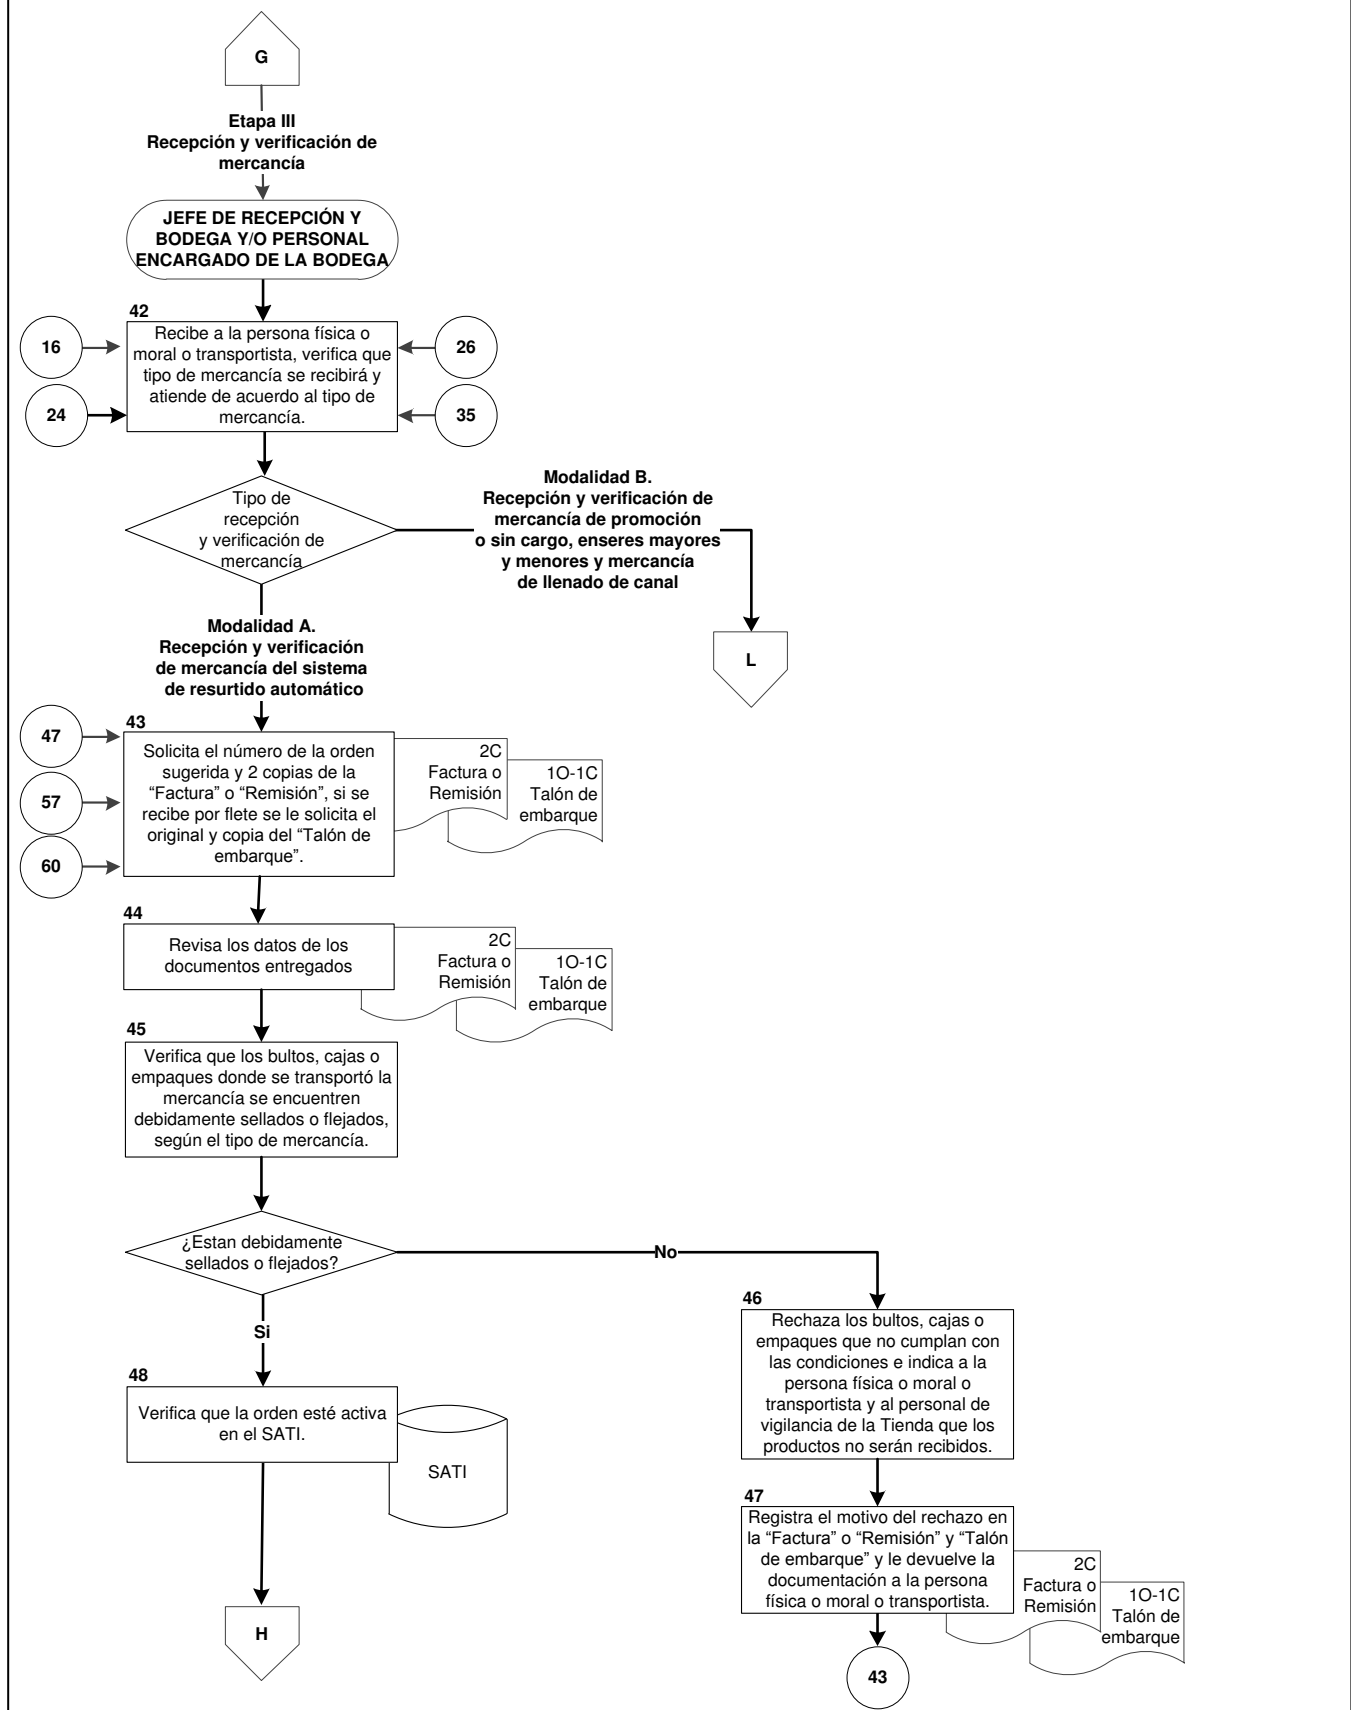 G
Etapa III
Recepción y verificación de
mercancía
JEFE DE RECEPCIÓN Y
BODEGA Y/O PERSONAL
ENCARGADO DE LA BODEGA
42
Recibe a la persona física o
moral o transportista, verifica que
tipo de mercancía se recibirá y
atiende de acuerdo al tipo de
mercancía.
16
24
26
35
Tipo de
recepción
y verificación de
mercancía
Modalidad B.
Recepción y verificación de
mercancía de promoción
o sin cargo, enseres mayores
y menores y mercancía
de llenado de canal
L
Modalidad A.
Recepción y verificación
de mercancía del sistema
de resurtido automático
47
57
60
43
Solicita el número de la orden
sugerida y 2 copias de la
“Factura” o “Remisión”, si se
recibe por flete se le solicita el
original y copia del “Talón de
embarque”.
2C
Factura o
Remisión
1O-1C
Talón de
embarque
44
Revisa los datos de los
documentos entregados
2C
Factura o
Remisión
1O-1C
Talón de
embarque
45
Verifica que los bultos, cajas o
empaques donde se transportó la
mercancía se encuentren
debidamente sellados o flejados,
según el tipo de mercancía.
¿Estan debidamente
sellados o flejados?
No
Si
46
Rechaza los bultos, cajas o
empaques que no cumplan con
las condiciones e indica a la
persona física o moral o
transportista y al personal de
vigilancia de la Tienda que los
productos no serán recibidos.
48
Verifica que la orden esté activa
en el SATI.
SATI
47
Registra el motivo del rechazo en
la “Factura” o “Remisión” y “Talón
de embarque” y le devuelve la
documentación a la persona
física o moral o transportista.
2C
Factura o
Remisión
1O-1C
Talón de
embarque
H
43